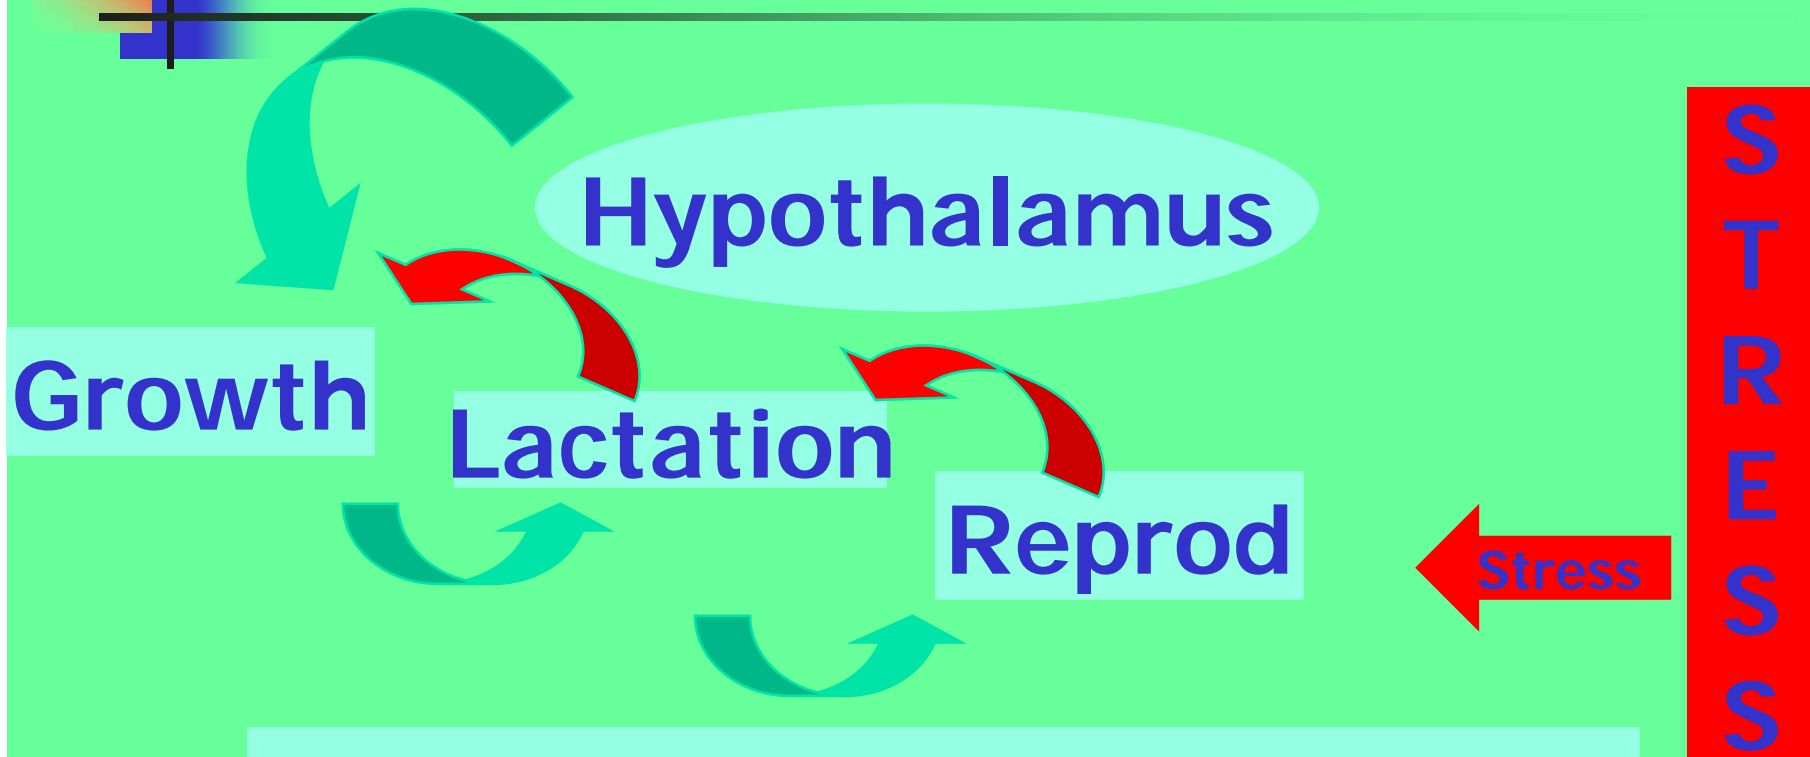 Hypothalamus
Growth
Lactation
Reprod
Stress
S
T
R
E
S
S